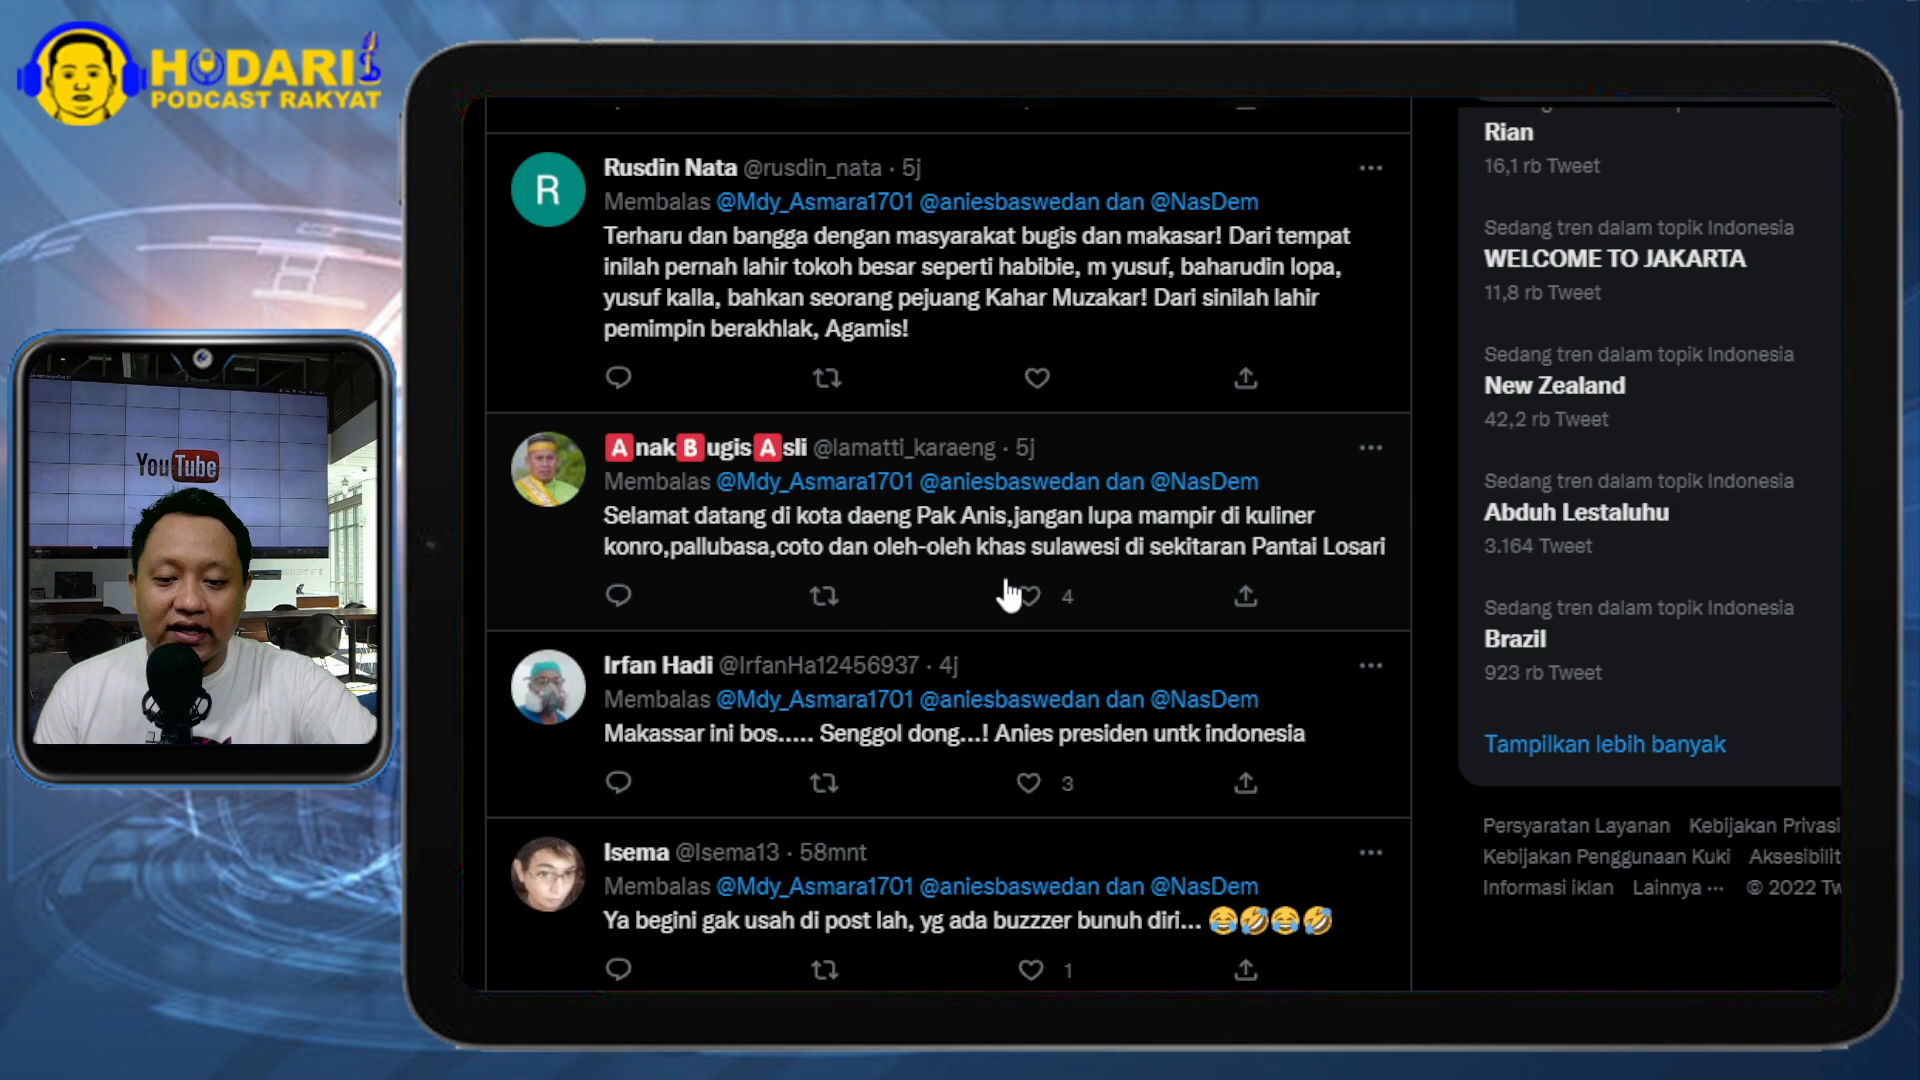 HODARI
PODCAST RAKYAT
YouTube
R
Rusdin Nata @rusdin_nata · 5j
Membalas @Mdy_Asmara1701 @aniesbaswedan dan @NasDem
Terharu dan bangga dengan masyarakat bugis dan makasar! Dari tempat
inilah pernah lahir tokoh besar seperti habibie, m yusuf, baharudin lopa,
yusuf kalla, bahkan seorang pejuang Kahar Muzakar! Dari sinilah lahir
pemimpin berakhlak, Agamis!
🅰nak🅱ugis🅰sli @lamatti_karaeng · 5j
Membalas @Mdy_Asmara1701 @aniesbaswedan dan @NasDem
Selamat datang di kota daeng Pak Anis,jangan lupa mampir di kuliner
konro,pallubasa,coto dan oleh-oleh khas sulawesi di sekitaran Pantai Losari
4
Irfan Hadi @IrfanHa12456937 · 4j
Membalas @Mdy_Asmara1701 @aniesbaswedan dan @NasDem
Makassar ini bos..... Senggol dong...! Anies presiden untk indonesia
3
Isema @Isema13 · 58mnt
Membalas @Mdy_Asmara1701 @aniesbaswedan dan @NasDem
Ya begini gak usah di post lah, yg ada buzzzer bunuh diri... 😂🤣😂🤣
1
Rian
16,1 rb Tweet
Sedang tren dalam topik Indonesia
WELCOME TO JAKARTA
11,8 rb Tweet
Sedang tren dalam topik Indonesia
New Zealand
42,2 rb Tweet
Sedang tren dalam topik Indonesia
Abduh Lestaluhu
3.164 Tweet
Sedang tren dalam topik Indonesia
Brazil
923 rb Tweet
Tampilkan lebih banyak
Persyaratan Layanan Kebijakan Privasi
Kebijakan Penggunaan Kuki Aksesibilit
Informasi iklan Lainnya ··· © 2022 Tw